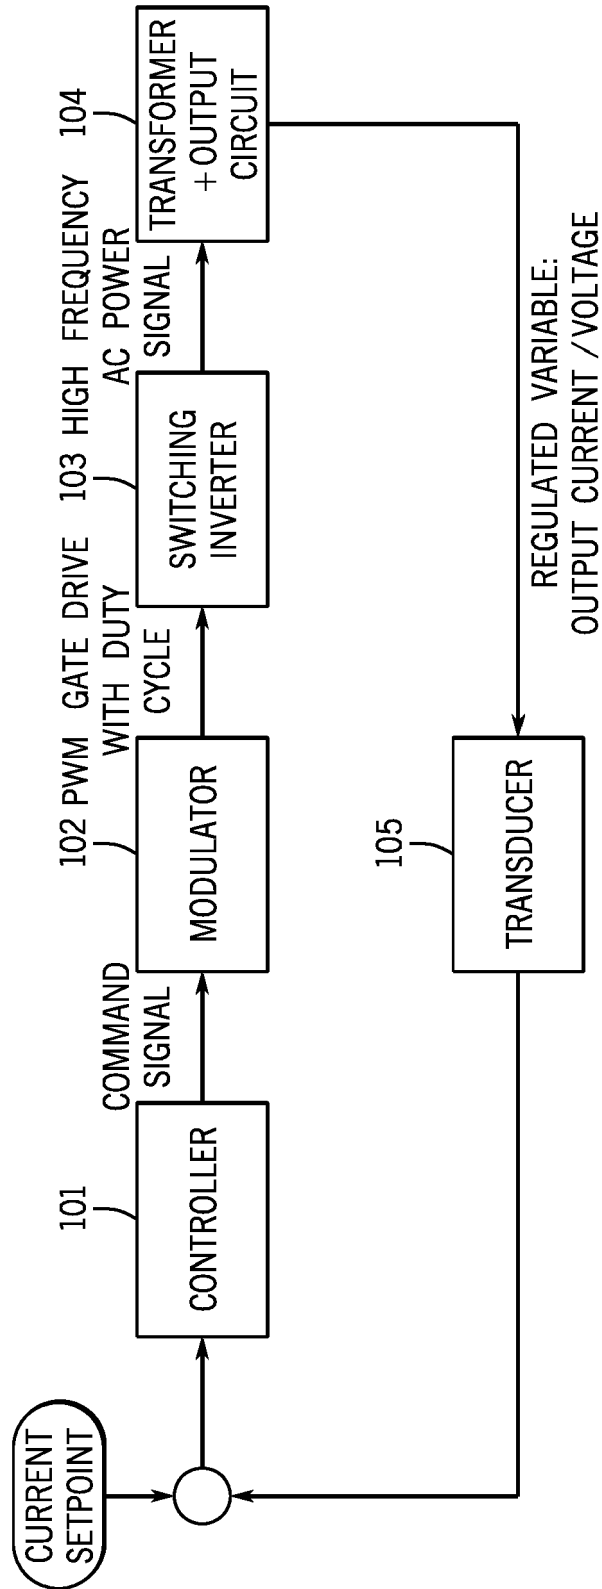 CURRENT
SETPOINT
101
CONTROLLER
COMMAND
SIGNAL
102
MODULATOR
PWM GATE DRIVE
WITH DUTY
CYCLE
103
SWITCHING
INVERTER
HIGH FREQUENCY
AC POWER
SIGNAL
104
TRANSFORMER
+OUTPUT
CIRCUIT
105
TRANSDUCER
REGULATED VARIABLE:
OUTPUT CURRENT /VOLTAGE